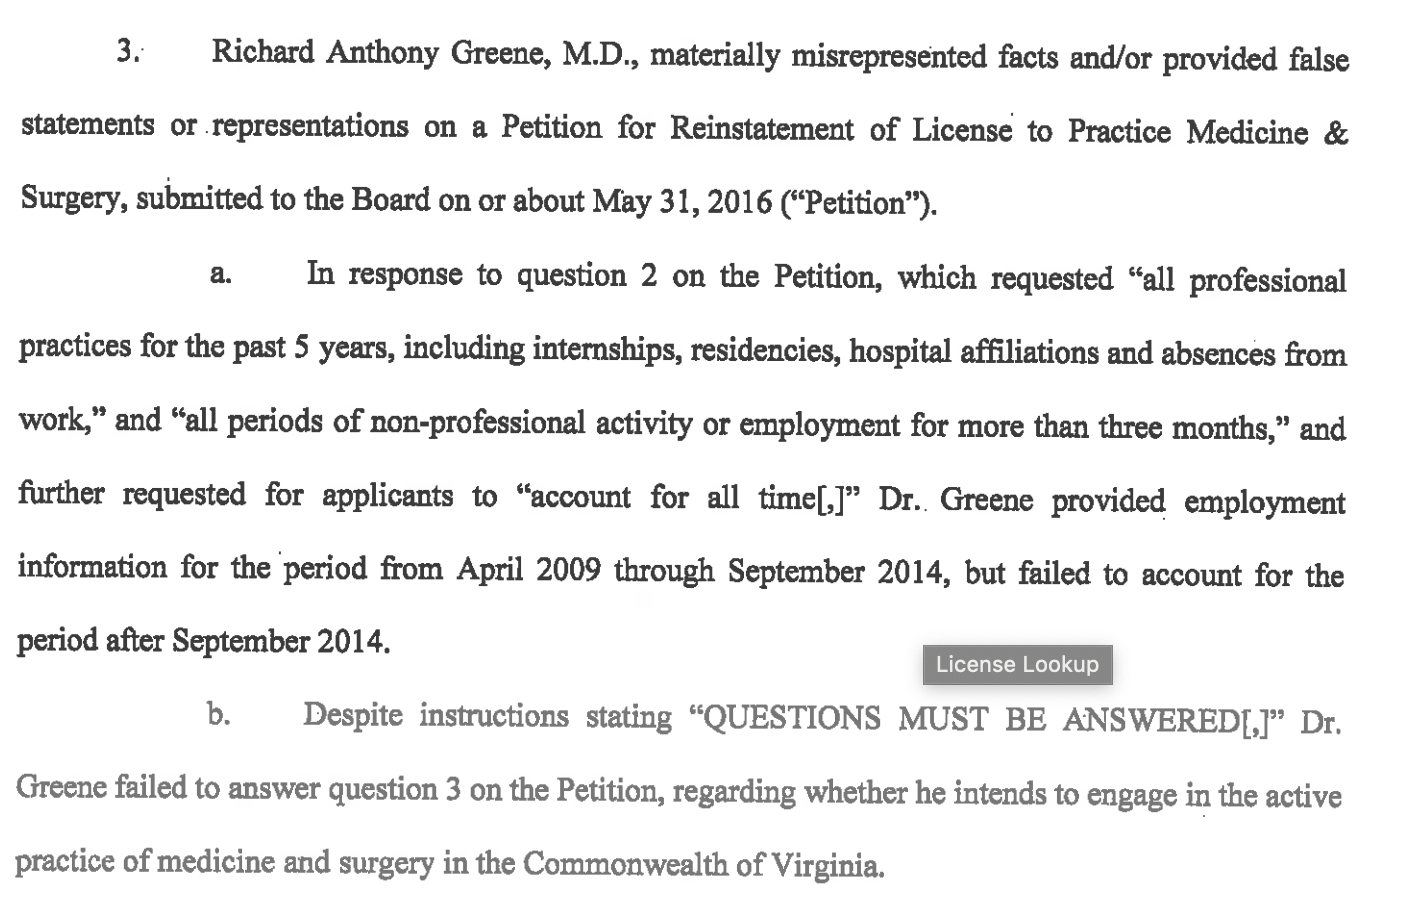 3. Richard Anthony Greene, M.D., materially misrepresented facts and/or provided false
statements or representations on a Petition for Reinstatement of License to Practice Medicine &
Surgery, submitted to the Board on or about May 31, 2016 (“Petition”).
a. In response to question 2 on the Petition, which requested “all professional
practices for the past 5 years, including internships, residencies, hospital affiliations and absences from
work,” and “all periods of non-professional activity or employment for more than three months,” and
further requested for applicants to “account for all time[,]” Dr. Greene provided employment
information for the period from April 2009 through September 2014, but failed to account for the
period after September 2014.
License Lookup
b. Despite instructions stating “QUESTIONS MUST BE ANSWERED[,]” Dr.
Greene failed to answer question 3 on the Petition, regarding whether he intends to engage in the active
practice of medicine and surgery in the Commonwealth of Virginia.